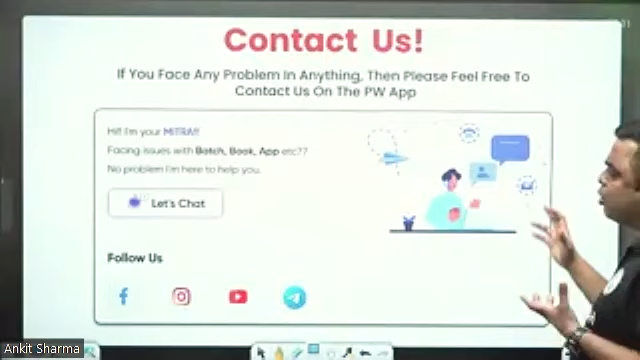 Contact Us!
If You Face Any Problem In Anything, Then Please Feel Free To
Contact Us On The PW App
Hi! I'm your MITRA!!
Facing issues with Batch, Book, App etc??
No problem I'm here to help you.
Let's Chat
Follow Us
Ankit Sharma